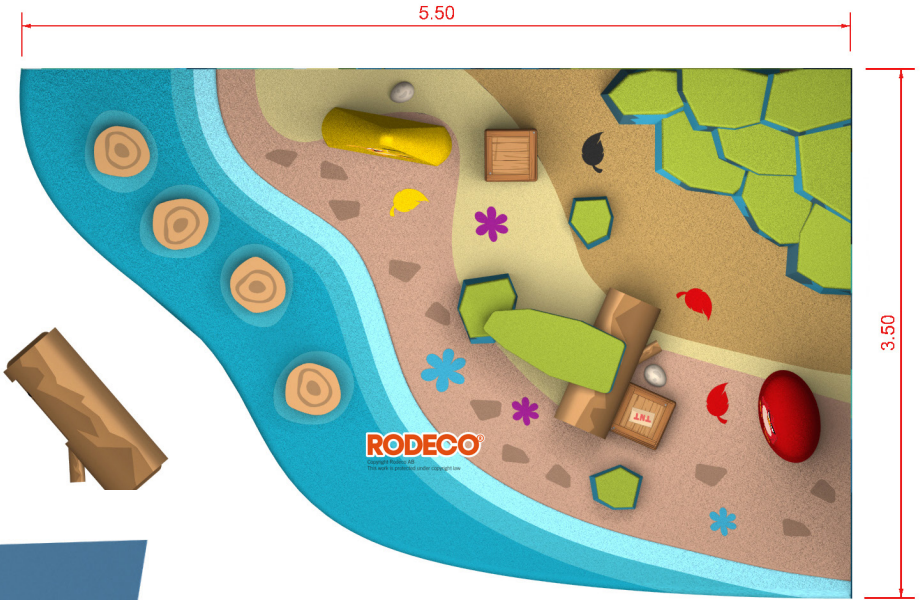 5.50
3.50
TNT
RODECO®
Copyright Rodeco AB
This work is protected under copyright law